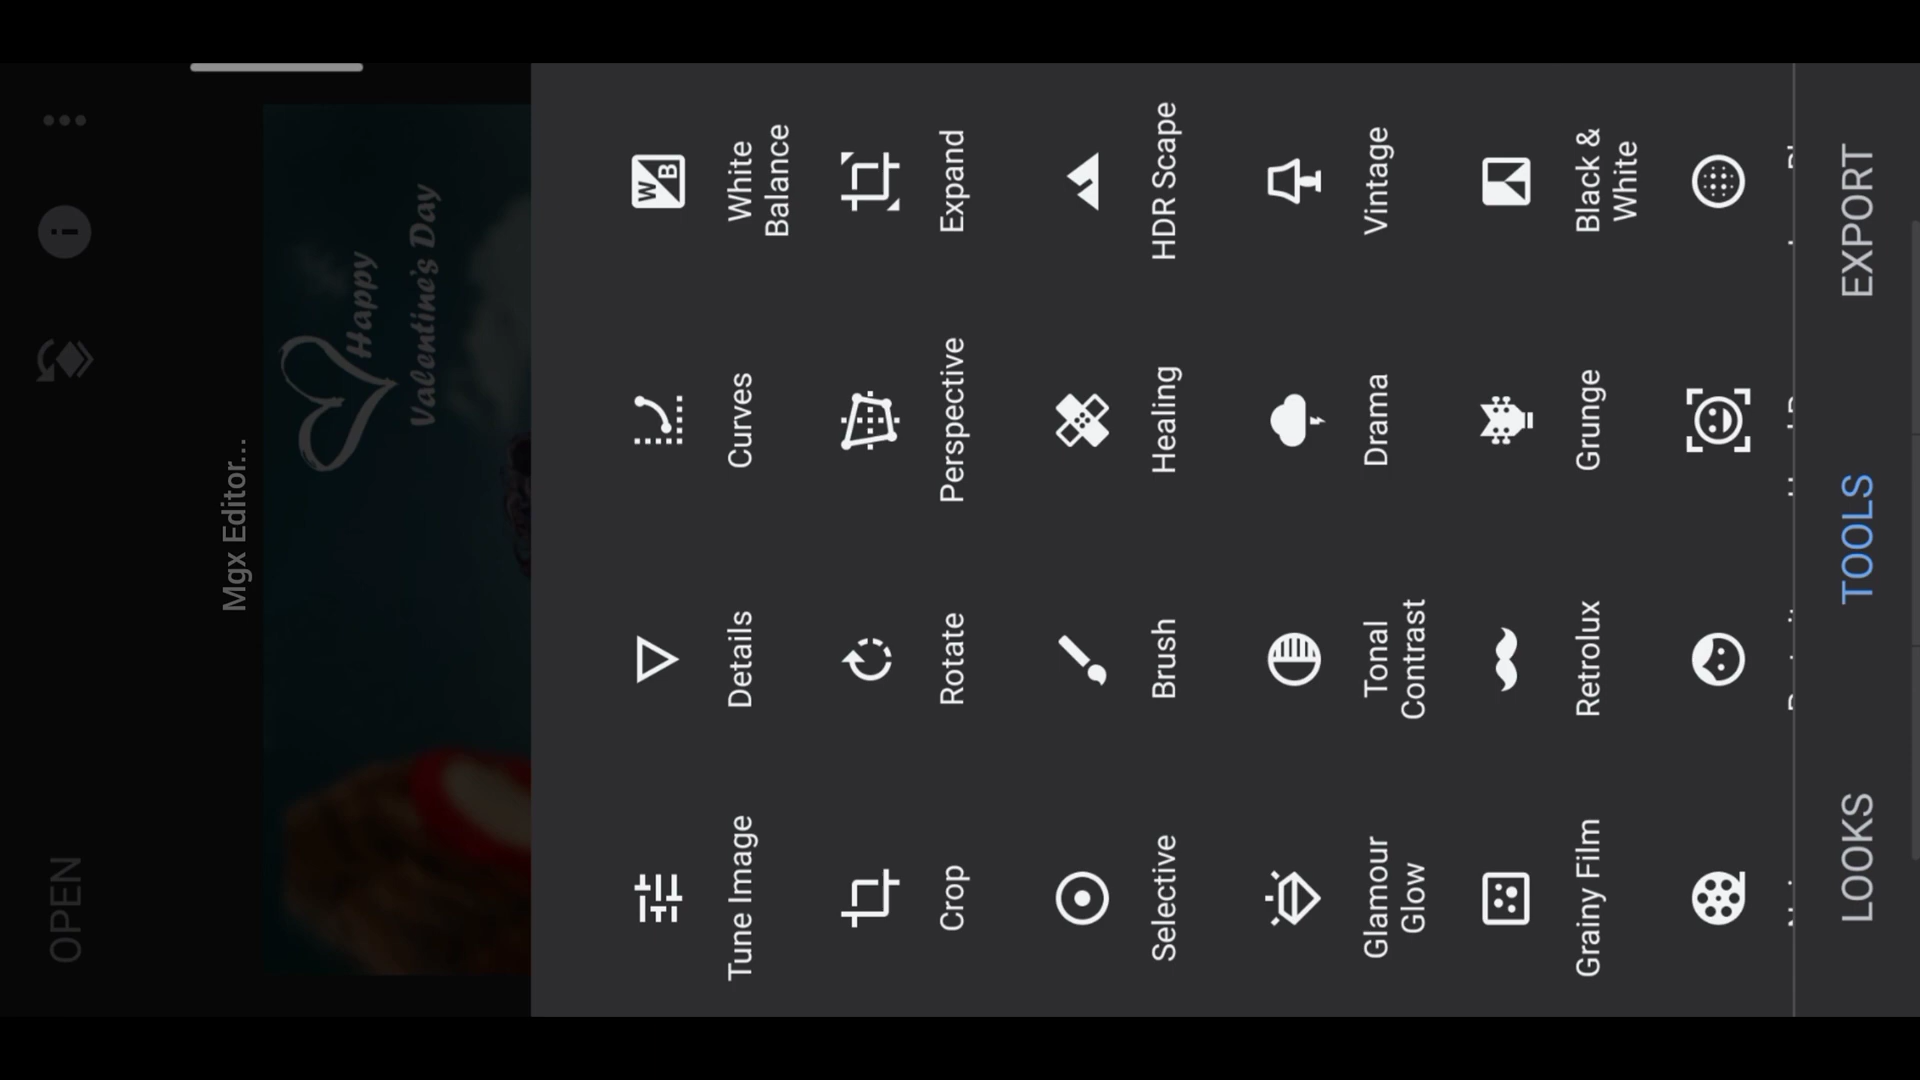 OPEN
Mgx Editor...
Happy
Valentine's Day
Tune Image
Details
Curves
White
Balance
Crop
Rotate
Perspective
Expand
Selective
Brush
Healing
HDR Scape
Glamour
Glow
Tonal
Contrast
Drama
Vintage
Grainy Film
Retrolux
Grunge
Black &
White
LOOKS
TOOLS
EXPORT